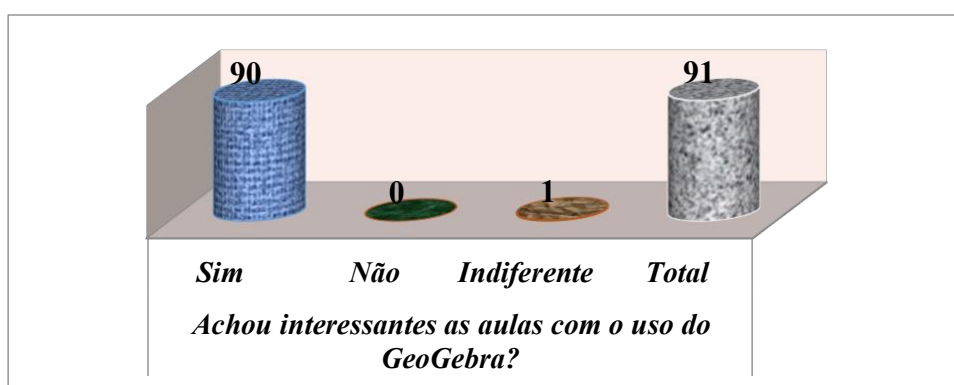 90
91
0
1
Sim Não Indiferente Total
Achou interessantes as aulas com o uso do
GeoGebra?